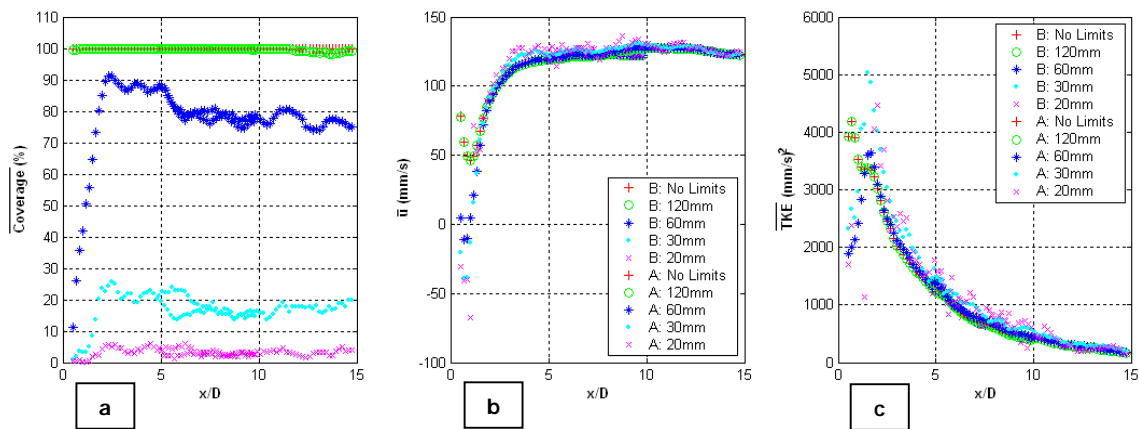 110
100
90
80
70
60
50
40
30
20
10
0
Coverage (%)
0
5
10
15
x/D
a
150
100
50
0
-50
-100
ū (mm/s)
B: No Limits
B: 120mm
B: 60mm
B: 30mm
B: 20mm
A: No Limits
A: 120mm
A: 60mm
A: 30mm
A: 20mm
0
5
10
15
x/D
b
6000
5000
4000
3000
2000
1000
0
TKE (mm/s)²
B: No Limits
B: 120mm
B: 60mm
B: 30mm
B: 20mm
A: No Limits
A: 120mm
A: 60mm
A: 30mm
A: 20mm
0
5
10
15
x/D
c